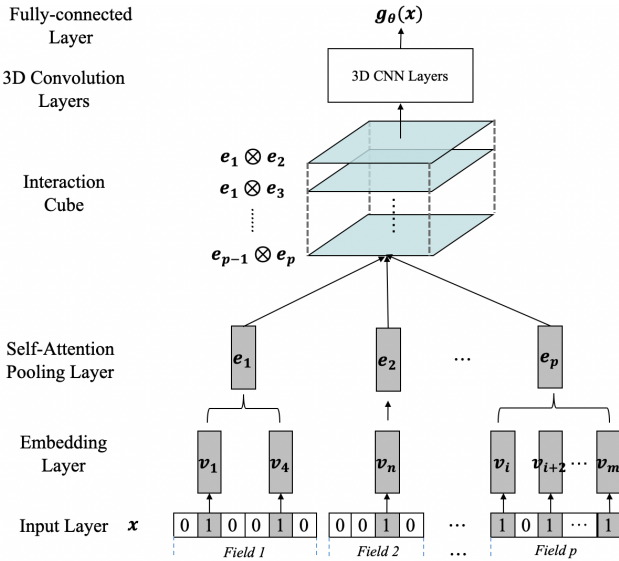 Fully-connected
Layer
g_θ(x)
3D Convolution
Layers
3D CNN Layers
Interaction
Cube
e_1 ⊗ e_2
e_1 ⊗ e_3
......
e_{p-1} ⊗ e_p
Self-Attention
Pooling Layer
e_1
e_2
...
e_p
Embedding
Layer
v_1
v_4
v_n
v_i
v_{i+2}
...
v_m
Input Layer x
0 1 0 0 1 0
0 0 1 0
...
1 0 1 ... 1
Field 1
Field 2
...
Field p